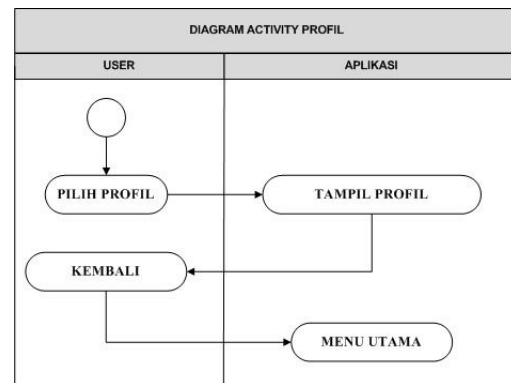 DIAGRAM ACTIVITY PROFIL
USER
APLIKASI
PILIH PROFIL
TAMPIL PROFIL
KEMBALI
MENU UTAMA